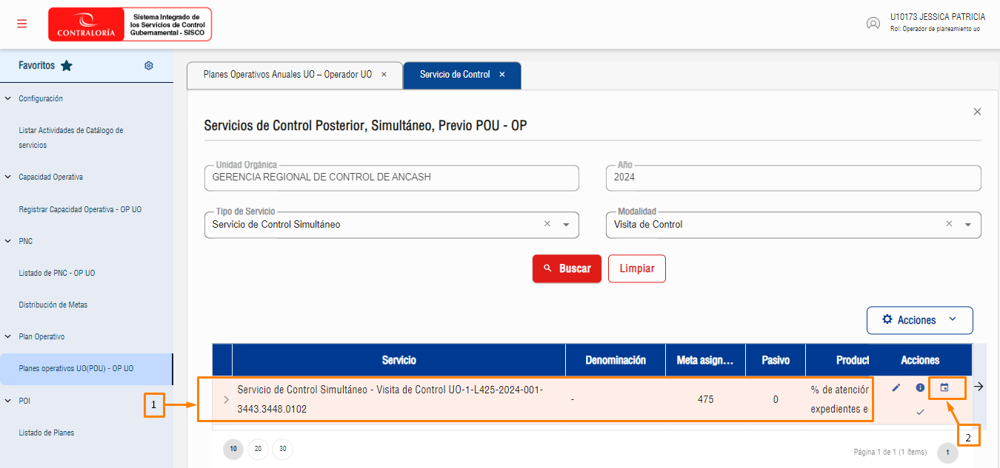 CONTRALORÍA
Sistema Integrado de
los Servicios de Control
Gubernamental - SISCO
U10173 JESSICA PATRICIA
Rol: Operador de planeamiento uo
Favoritos
Configuración
Listar Actividades de Catálogo de
servicios
Capacidad Operativa
Registrar Capacidad Operativa - OP UO
PNC
Listado de PNC - OP UO
Distribución de Metas
Plan Operativo
Planes operativos UO(POU) - OP UO
POI
Listado de Planes
Planes Operativos Anuales UO – Operador UO ×
Servicio de Control ×
Servicios de Control Posterior, Simultáneo, Previo POU - OP
Unidad Orgánica
GERENCIA REGIONAL DE CONTROL DE ANCASH
Año
2024
Tipo de Servicio
Servicio de Control Simultáneo
Modalidad
Visita de Control
Buscar
Limpiar
Acciones
Servicio Denominación Meta asign... Pasivo Product Acciones
Servicio de Control Simultáneo - Visita de Control UO-1-L425-2024-001-
3443.3448.0102
-
475
0
% de atención
expedientes e
1
2
10 20 30
Página 1 de 1 (1 ítems) 1